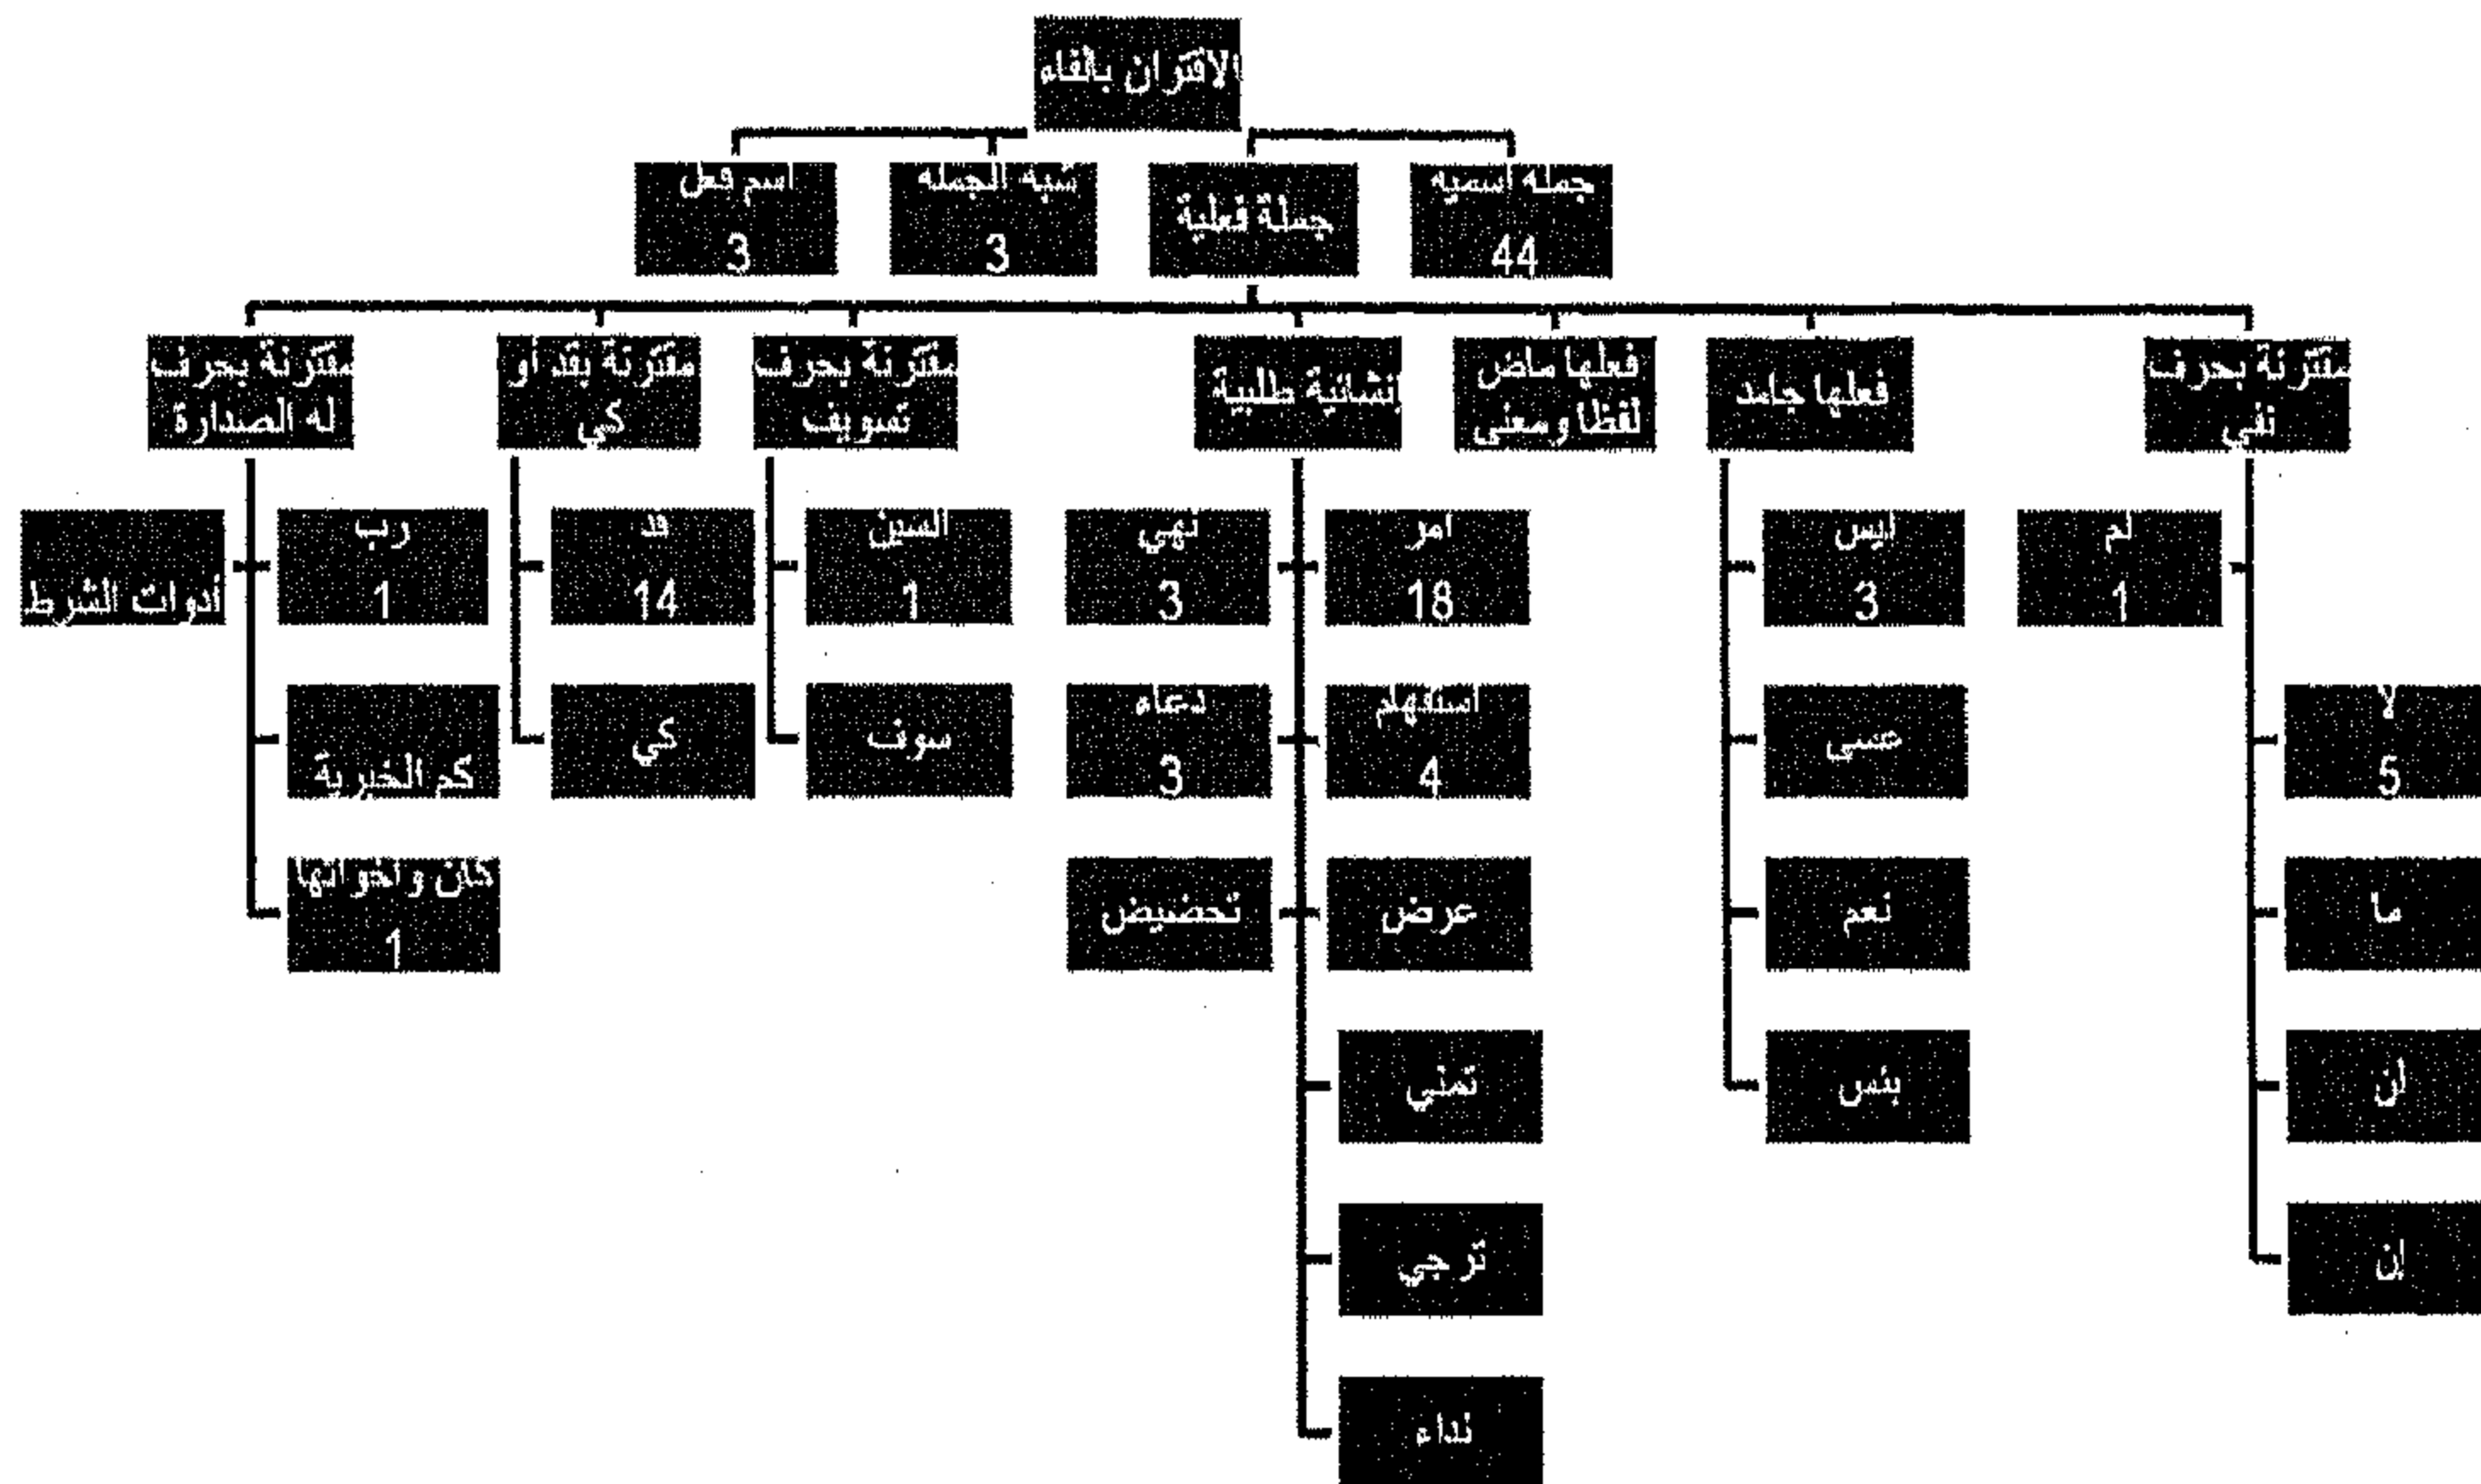 الاقتران بالفاء
جملة اسمية
44
جملة فعلية
شبه الجملة
3
اسم فعل
3
مقترنة بحرف
نفي
فعلها جامد
فعلها ماض
لفظا ومعنى
إنشائية طلبية
مقترنة بحرف
تسويف
مقترنة بقد أو
كي
مقترنة بحرف
له الصدارة
لم
1
ليس
3
أمر
18
نهي
3
السين
1
قد
14
رب
1
أدوات الشرط
لا
5
عسى
استفهام
4
دعاء
3
سوف
كي
كم الخبرية
ما
نعم
عرض
تحضيض
كأن وأخواتها
1
لن
بئس
تمني
إن
ترجي
نداء